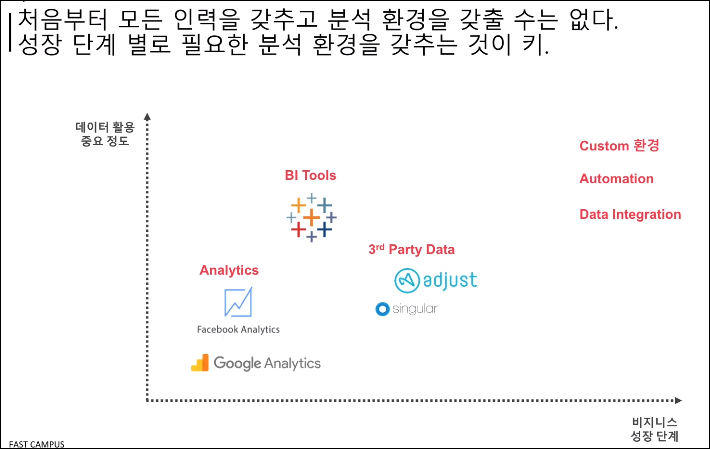 처음부터 모든 인력을 갖추고 분석 환경을 갖출 수는 없다.
성장 단계 별로 필요한 분석 환경을 갖추는 것이 키.
데이터 활용
중요 정도
Custom 환경
Automation
Data Integration
BI Tools
3rd Party Data
adjust
singular
Analytics
Facebook Analytics
Google Analytics
비지니스
성장 단계
FAST CAMPUS